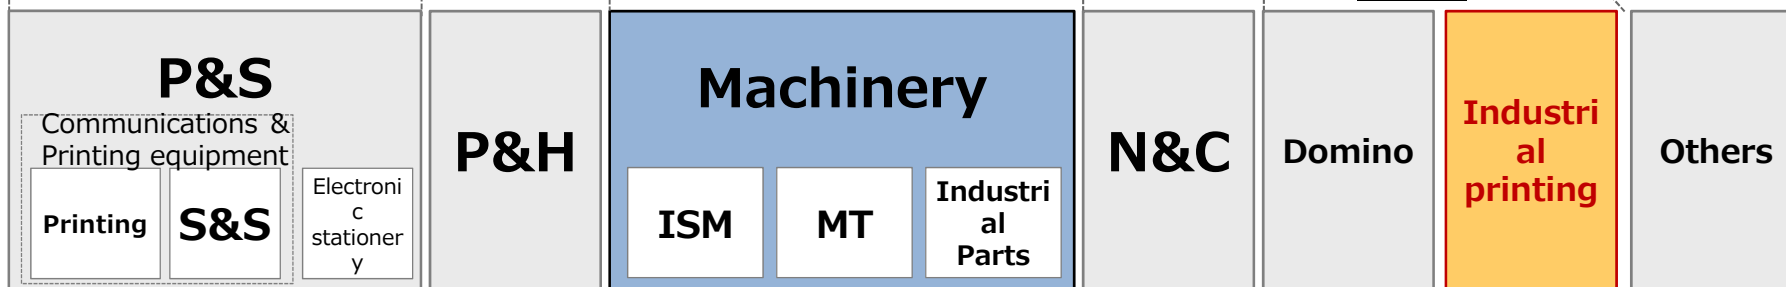 P&S
Communications &
Printing equipment
Printing
S&S
Electroni
c
stationer
y
P&H
Machinery
ISM
MT
Industri
al
Parts
N&C
Domino
Industri
al
printing
Others